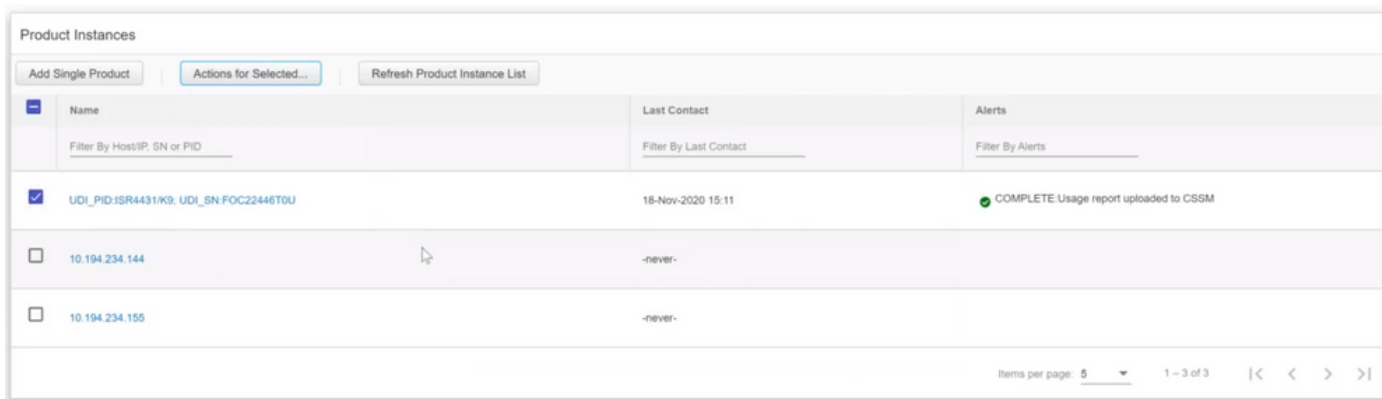 Product Instances
Add Single Product Actions for Selected... Refresh Product Instance List
Name Last Contact Alerts
Filter By Host/IP, SN or PID Filter By Last Contact Filter By Alerts
UDI_PID:ISR4431/K9; UDI_SN:FOC22446T0U 18-Nov-2020 15:11 COMPLETE:Usage report uploaded to CSSM
10.194.234.144 -never-
10.194.234.155 -never-
Items per page: 5 1 – 3 of 3